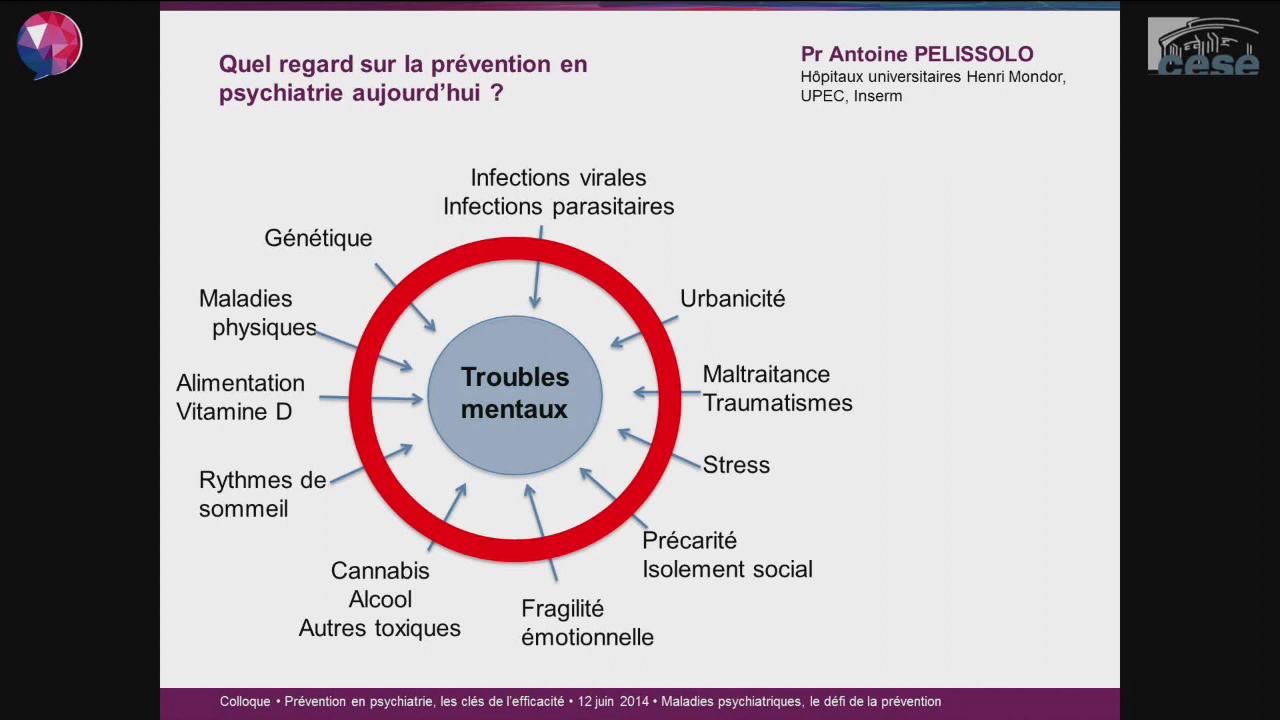 Quel regard sur la prévention en
psychiatrie aujourd’hui ?
Pr Antoine PELISSOLO
Hôpitaux universitaires Henri Mondor,
UPEC, Inserm
cese
Infections virales
Infections parasitaires
Génétique
Maladies
physiques
Urbanicité
Alimentation
Vitamine D
Troubles
mentaux
Maltraitance
Traumatismes
Rythmes de
sommeil
Stress
Précarité
Isolement social
Cannabis
Alcool
Autres toxiques
Fragilité
émotionnelle
Colloque • Prévention en psychiatrie, les clés de l’efficacité • 12 juin 2014 • Maladies psychiatriques, le défi de la prévention